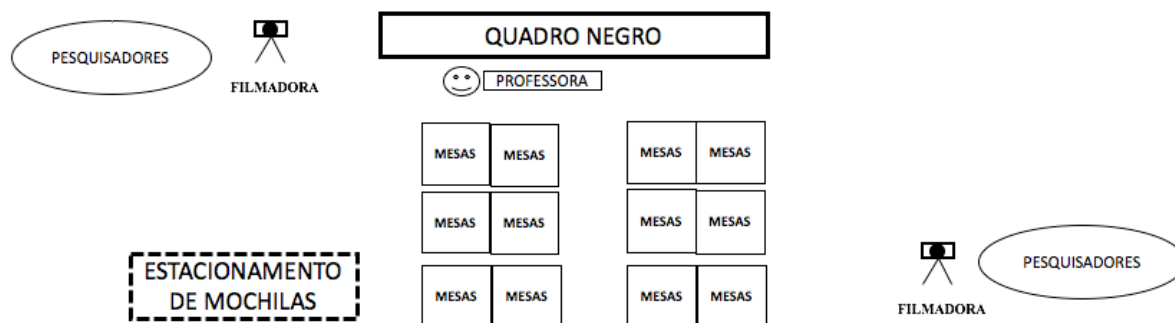 QUADRO NEGRO
PESQUISADORES
FILMADORA
PROFESSORA
MESAS MESAS MESAS MESAS
MESAS MESAS MESAS MESAS
ESTACIONAMENTO
DE MOCHILAS
MESAS MESAS MESAS MESAS
PESQUISADORES
FILMADORA